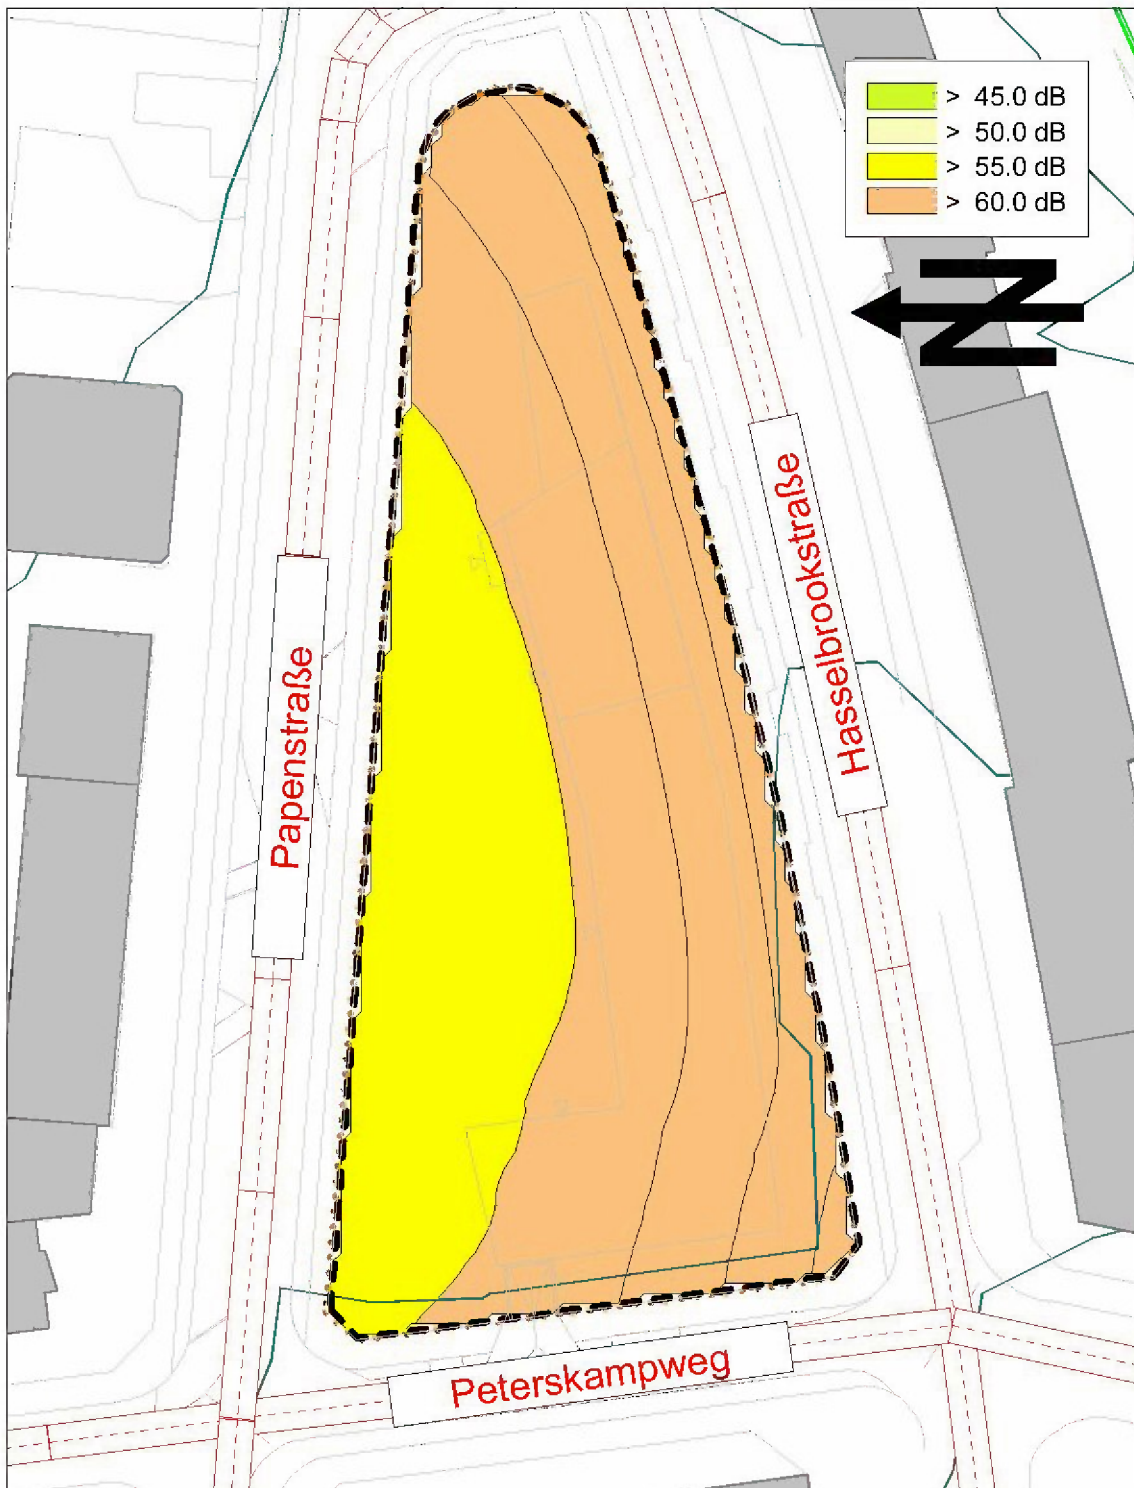 > 45.0 dB
> 50.0 dB
> 55.0 dB
> 60.0 dB
Hasselbrookstraße
Papenstraße
Peterskampweg